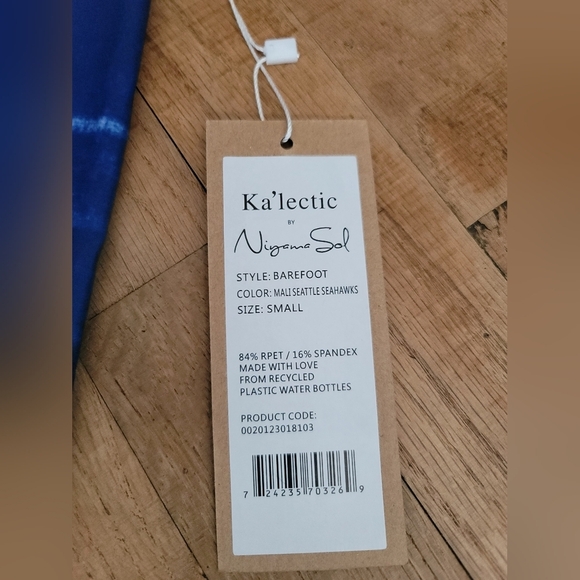 Ka'lectic
BY
Niyama Sol
STYLE: BAREFOOT
COLOR: MALI SEATTLE SEAHAWKS
SIZE: SMALL
84% RPET / 16% SPANDEX
MADE WITH LOVE
FROM RECYCLED
PLASTIC WATER BOTTLES
PRODUCT CODE:
0020123018103
7 24235 70326 9